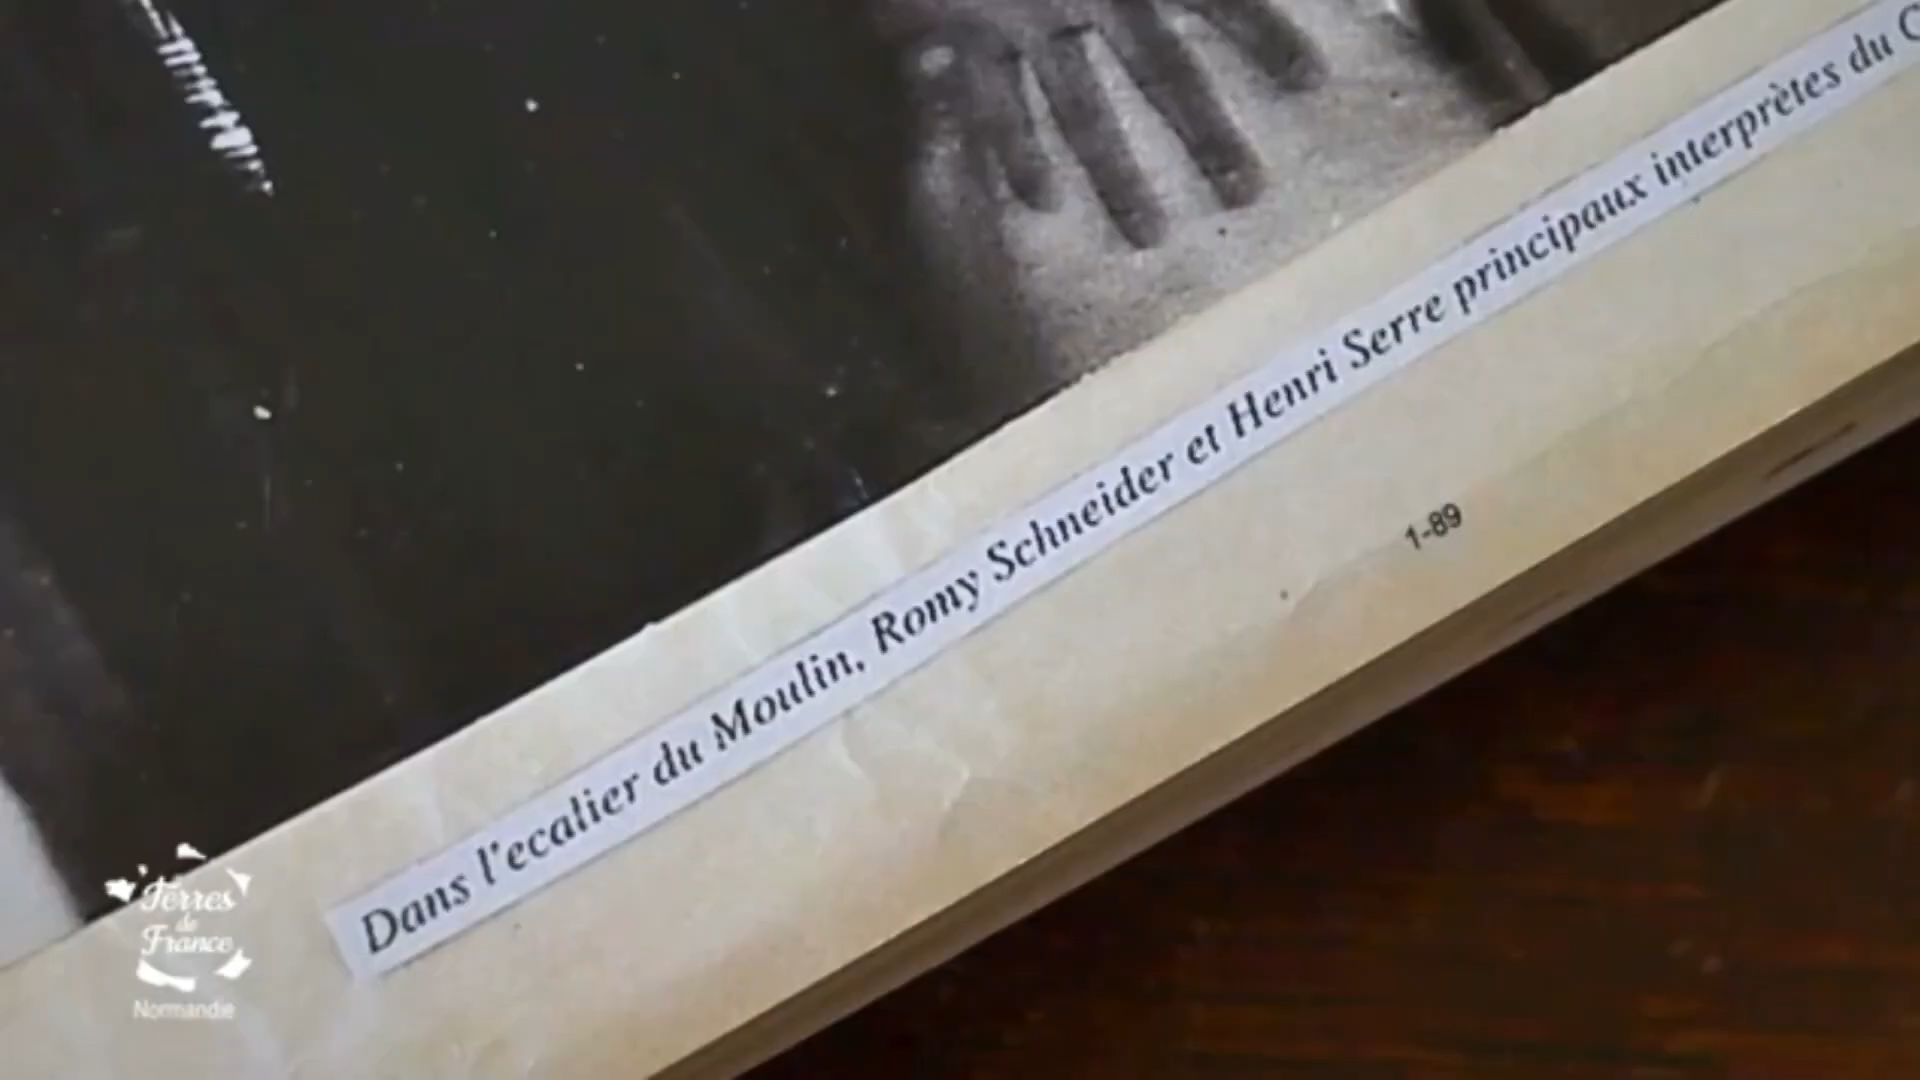 Dans l'ecalier du Moulin, Romy Schneider et Henri Serre principaux interprètes du C
1-89
Terres
de
France
Normandie